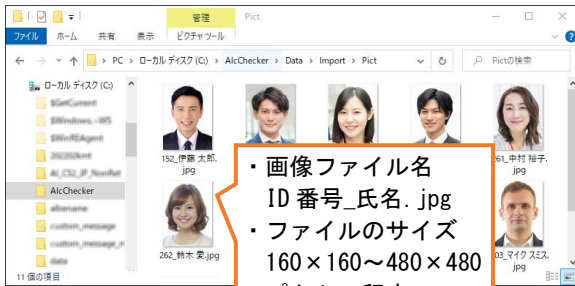 管理
Pict
ファイル
ホーム
共有
表示
ピクチャ ツール
PC › ローカル ディスク (C:) › AlcChecker › Data › Import › Pict
Pictの検索
ローカル ディスク (C:)
$GetCurrent
AlcChecker
custom_message
data
152_伊藤 太郎.
jpg
261_中村 裕子.
jpg
262_鈴木 愛.jpg
03_マイク スミス.
jpg
・画像ファイル名
ID番号_氏名.jpg
・ファイルのサイズ
160×160～480×480
11 個の項目